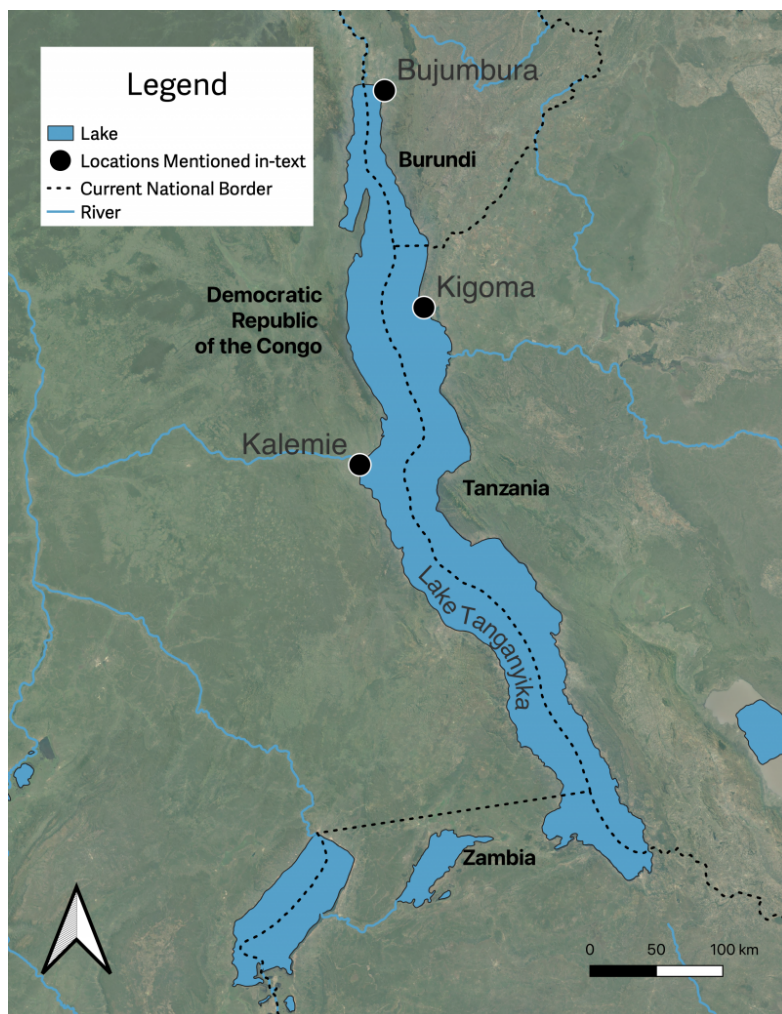 Legend
Lake
Locations Mentioned in-text
Current National Border
River
Bujumbura
Burundi
Kigoma
Democratic
Republic
of the Congo
Kalemie
Tanzania
Lake Tanganyika
Zambia
0 50 100 km